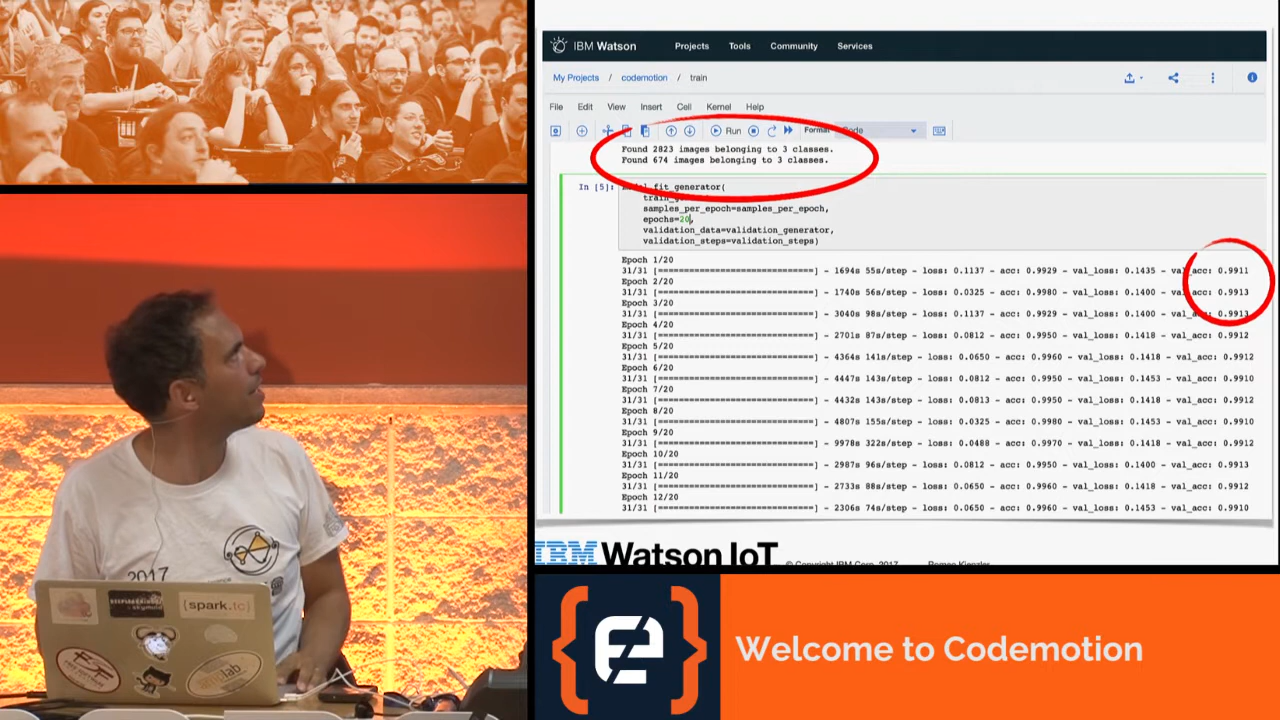 IBM Watson
Projects
Tools
Community
Services
My Projects / codemotion / train
File Edit View Insert Cell Kernel Help
Run
Format
Code
Found 2823 images belonging to 3 classes.
Found 674 images belonging to 3 classes.
In [5]:
fit_generator(
samples_per_epoch=samples_per_epoch,
epochs=20,
validation_data=validation_generator,
validation_steps=validation_steps)
Epoch 1/20
31/31 [==============================] - 1694s 55s/step - loss: 0.1137 - acc: 0.9929 - val_loss: 0.1435 - val_acc: 0.9911
Epoch 2/20
31/31 [==============================] - 1740s 56s/step - loss: 0.0325 - acc: 0.9980 - val_loss: 0.1400 - val_acc: 0.9913
Epoch 3/20
31/31 [==============================] - 3040s 98s/step - loss: 0.1137 - acc: 0.9929 - val_loss: 0.1400 - val_acc: 0.9913
Epoch 4/20
31/31 [==============================] - 2701s 87s/step - loss: 0.0812 - acc: 0.9950 - val_loss: 0.1418 - val_acc: 0.9912
Epoch 5/20
31/31 [==============================] - 4364s 141s/step - loss: 0.0650 - acc: 0.9960 - val_loss: 0.1418 - val_acc: 0.9912
Epoch 6/20
31/31 [==============================] - 4447s 143s/step - loss: 0.0812 - acc: 0.9950 - val_loss: 0.1453 - val_acc: 0.9910
Epoch 7/20
31/31 [==============================] - 4432s 143s/step - loss: 0.0813 - acc: 0.9950 - val_loss: 0.1418 - val_acc: 0.9912
Epoch 8/20
31/31 [==============================] - 4807s 155s/step - loss: 0.0325 - acc: 0.9980 - val_loss: 0.1453 - val_acc: 0.9910
Epoch 9/20
31/31 [==============================] - 9978s 322s/step - loss: 0.0488 - acc: 0.9970 - val_loss: 0.1418 - val_acc: 0.9912
Epoch 10/20
31/31 [==============================] - 2987s 96s/step - loss: 0.0812 - acc: 0.9950 - val_loss: 0.1400 - val_acc: 0.9913
Epoch 11/20
31/31 [==============================] - 2733s 88s/step - loss: 0.0650 - acc: 0.9960 - val_loss: 0.1418 - val_acc: 0.9912
Epoch 12/20
31/31 [==============================] - 2306s 74s/step - loss: 0.0650 - acc: 0.9960 - val_loss: 0.1453 - val_acc: 0.9910
IBM Watson IoT
© Copyright IBM Corp. 2017
Romeo Kienzler
2017
{spark.tc}
Welcome to Codemotion